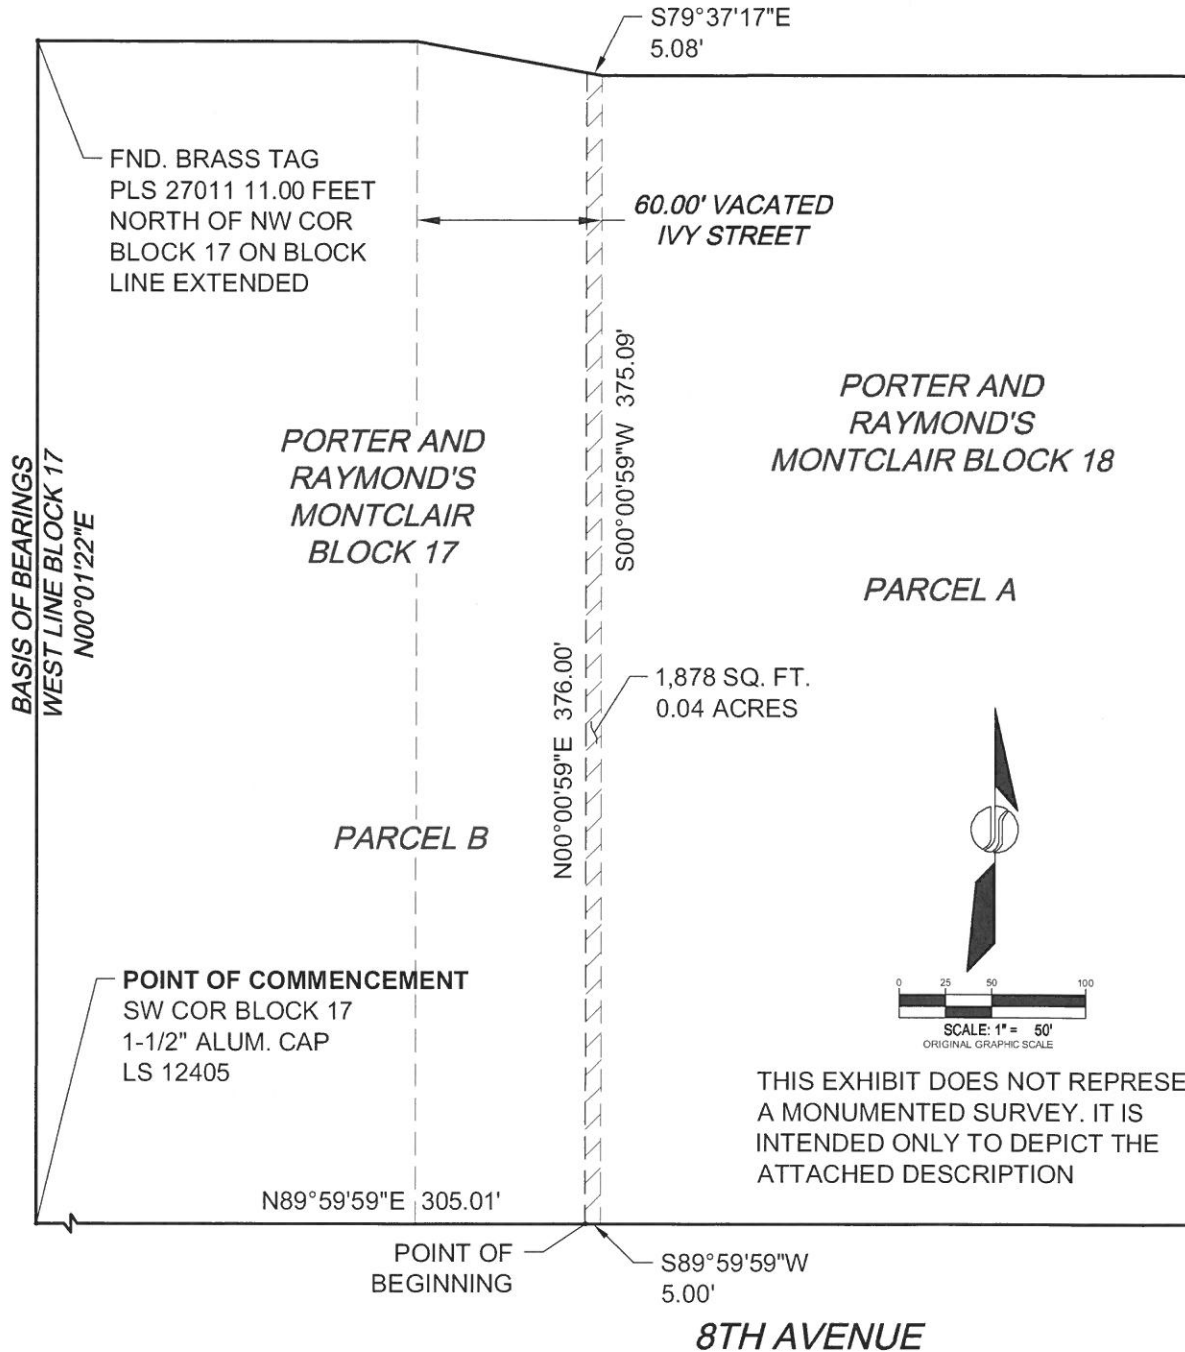 S79°37'17"E
5.08'
FND. BRASS TAG
PLS 27011 11.00 FEET
NORTH OF NW COR
BLOCK 17 ON BLOCK
LINE EXTENDED
60.00' VACATED
IVY STREET
S00°00'59"W 375.09'
PORTER AND
RAYMOND'S
MONTCLAIR BLOCK 18
PORTER AND
RAYMOND'S
MONTCLAIR
BLOCK 17
BASIS OF BEARINGS
WEST LINE BLOCK 17
N00°01'22"E
PARCEL A
N00°00'59"E 376.00'
1,878 SQ. FT.
0.04 ACRES
PARCEL B
POINT OF COMMENCEMENT
SW COR BLOCK 17
1-1/2" ALUM. CAP
LS 12405
0 25 50 100
SCALE: 1" = 50'
ORIGINAL GRAPHIC SCALE
THIS EXHIBIT DOES NOT REPRESE
A MONUMENTED SURVEY. IT IS
INTENDED ONLY TO DEPICT THE
ATTACHED DESCRIPTION
N89°59'59"E 305.01'
POINT OF
BEGINNING
S89°59'59"W
5.00'
8TH AVENUE